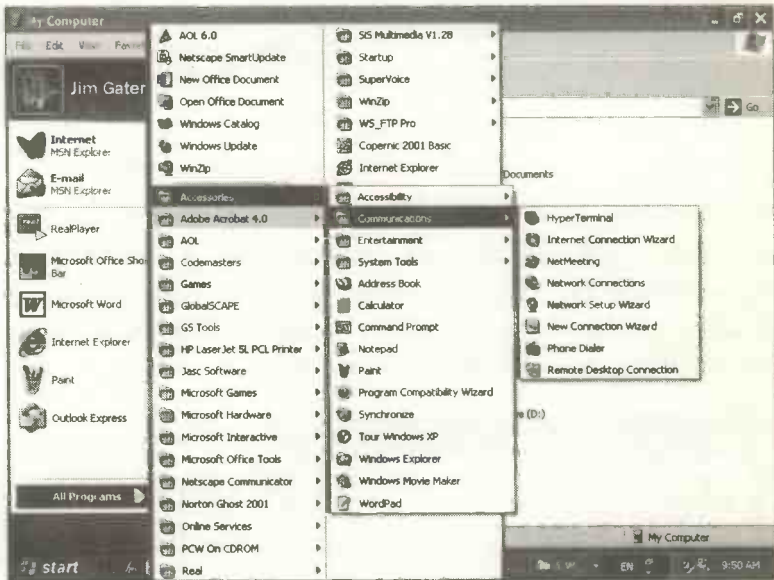 My Computer
File Edit View
Jim Gater
Internet
MSN Explorer
E-mail
MSN Explorer
RealPlayer
Microsoft Office
Bar
Microsoft Word
Internet Explorer
Paint
Outlook Express
All Programs
start
AOL 6.0
Netscape SmartUpdate
New Office Document
Open Office Document
Windows Catalog
Windows Update
WinZip
Accessories
Adobe Acrobat 4.0
AOL
Codemasters
Games
GlobalSCAPE
GS Tools
HP LaserJet 5L PCL Printer
Jasc Software
Microsoft Games
Microsoft Hardware
Microsoft Interactive
Microsoft Office Tools
Netscape Communicator
Norton Ghost 2001
Online Services
PCW On CDROM
Real
SiS Multimedia V1.28
Startup
SuperVoice
WinZip
WS_FTP Pro
Copernic 2001 Basic
Internet Explorer
Accessibility
Communications
Entertainment
System Tools
Address Book
Calculator
Command Prompt
Notepad
Paint
Program Compatibility Wizard
Synchronize
Tour Windows XP
Windows Explorer
Windows Movie Maker
WordPad
HyperTerminal
Internet Connection Wizard
NetMeeting
Network Connections
Network Setup Wizard
New Connection Wizard
Phone Dialer
Remote Desktop Connection
Go
Documents
(D:)
My Computer
EN
9:50 AM